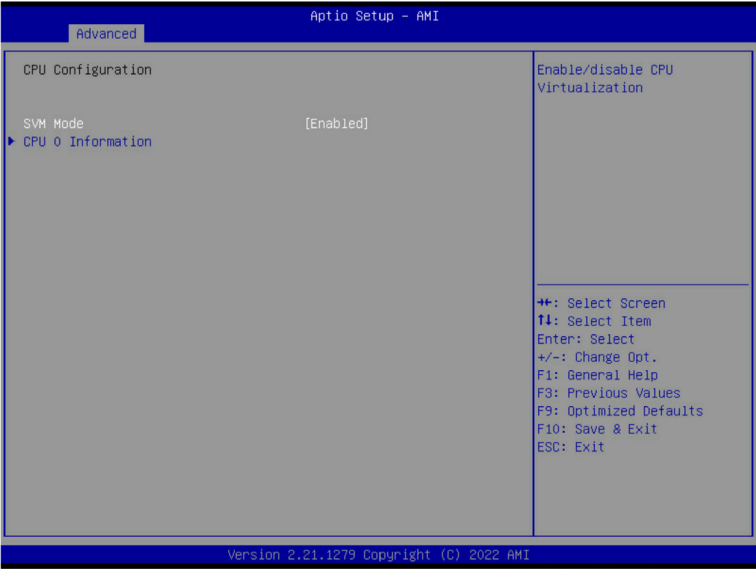 Aptio Setup - AMI
Advanced
CPU Configuration
SVM Mode [Enabled]
CPU 0 Information
Enable/disable CPU
Virtualization
→←: Select Screen
↑↓: Select Item
Enter: Select
+/-: Change Opt.
F1: General Help
F3: Previous Values
F9: Optimized Defaults
F10: Save & Exit
ESC: Exit
Version 2.21.1279 Copyright (C) 2022 AMI